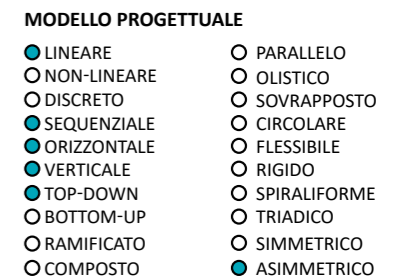 MODELLO PROGETTUALE
LINEARE
NON-LINEARE
DISCRETO
SEQUENZIALE
ORIZZONTALE
VERTICALE
TOP-DOWN
BOTTOM-UP
RAMIFICATO
COMPOSTO
PARALLELO
OLISTICO
SOVRAPPOSTO
CIRCOLARE
FLESSIBILE
RIGIDO
SPIRALIFORME
TRIADICO
SIMMETRICO
ASIMMETRICO